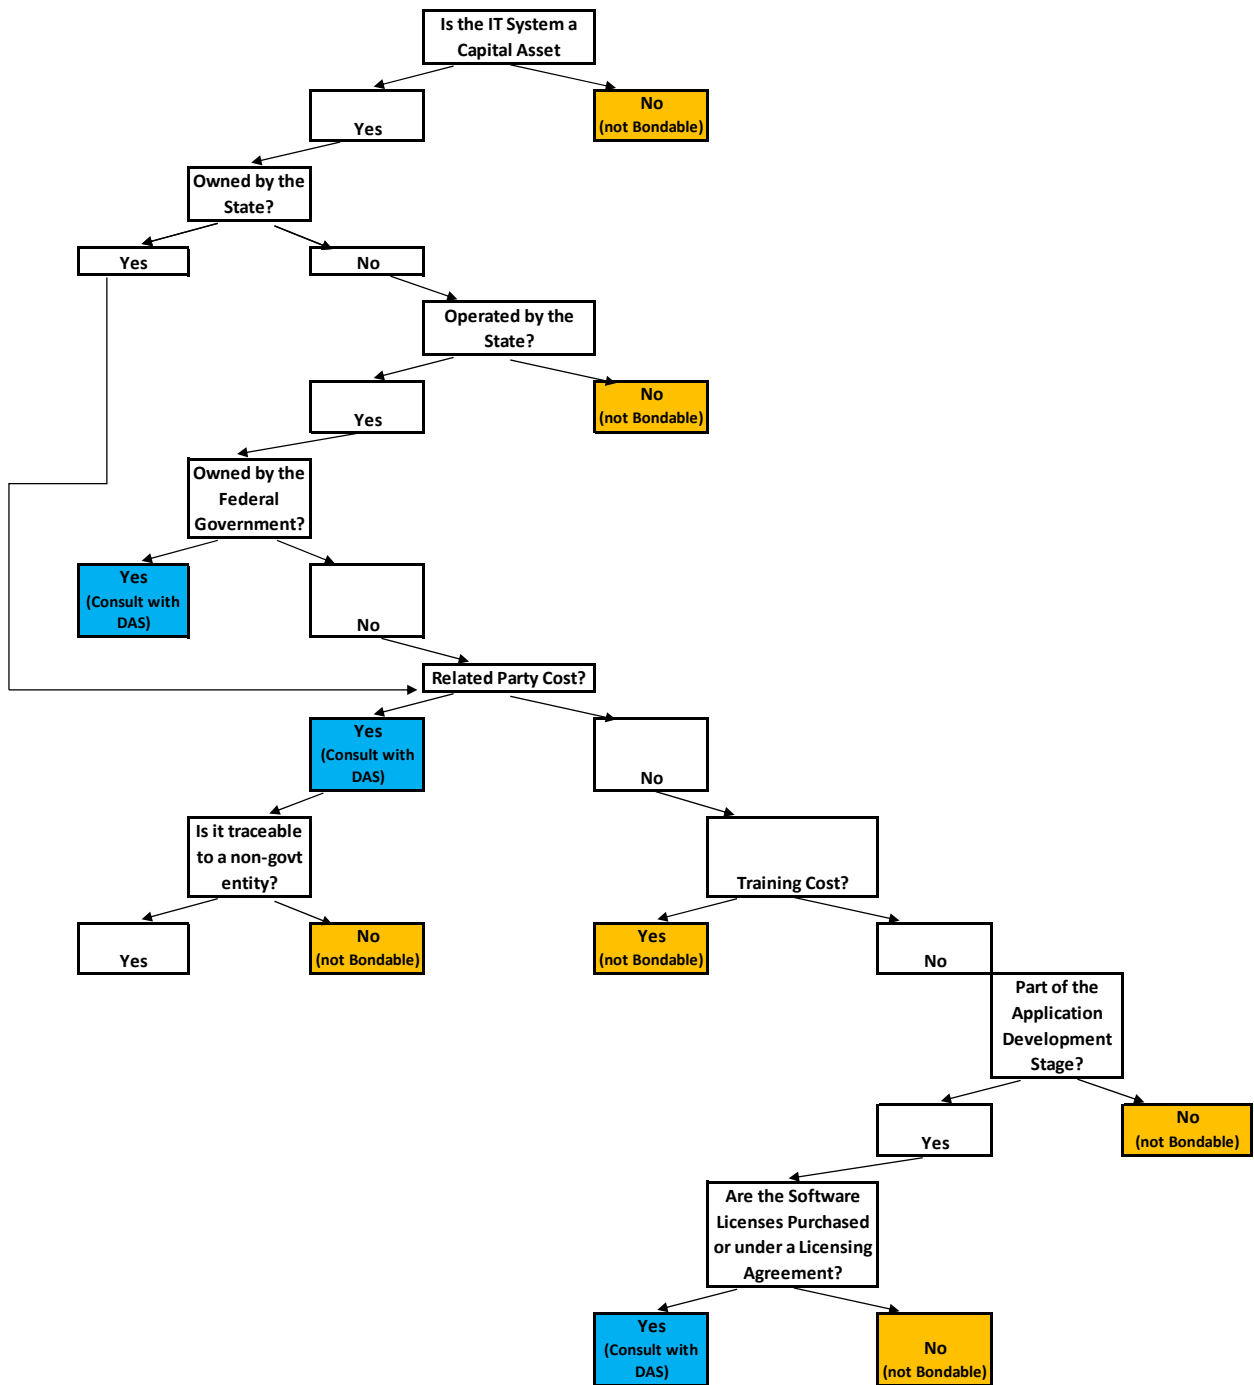 Is the IT System a
Capital Asset
Yes
No
(not Bondable)
Owned by the
State?
Yes
No
Operated by the
State?
Yes
No
(not Bondable)
Owned by the
Federal
Government?
Yes
(Consult with
DAS)
No
Related Party Cost?
Yes
(Consult with
DAS)
No
Is it traceable
to a non-govt
entity?
Training Cost?
Yes
No
(not Bondable)
Yes
(not Bondable)
No
Part of the
Application
Development
Stage?
Yes
No
(not Bondable)
Are the Software
Licenses Purchased
or under a Licensing
Agreement?
Yes
(Consult with
DAS)
No
(not Bondable)